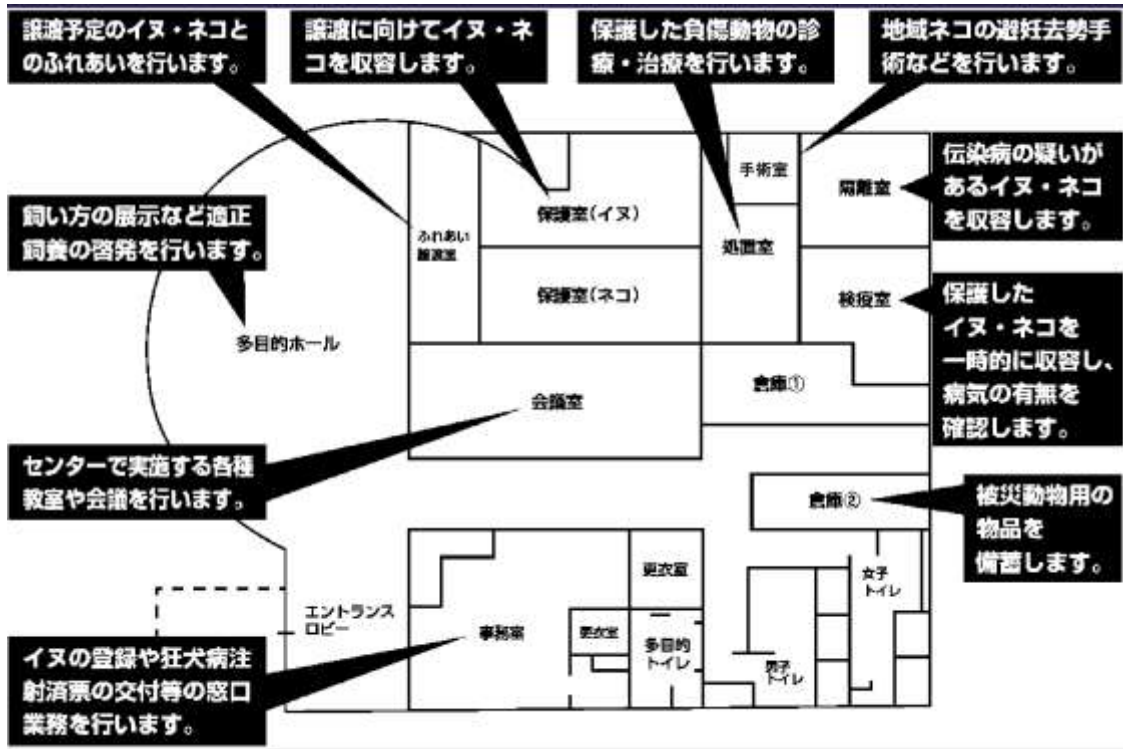 譲渡予定のイヌ・ネコと
のふれあいを行います。
譲渡に向けてイヌ・ネ
コを収容します。
保護した負傷動物の診
療・治療を行います。
地域ネコの避妊去勢手
術などを行います。
伝染病の疑いが
あるイヌ・ネコ
を収容します。
手術室
隔離室
保護室(イヌ)
飼い方の展示など適正
飼養の啓発を行います。
ふれあい
譲渡室
処置室
保護室(ネコ)
検疫室
保護した
イヌ・ネコを
一時的に収容し、
病気の有無を
確認します。
多目的ホール
会議室
倉庫①
センターで実施する各種
教室や会議を行います。
倉庫②
被災動物用の
物品を
備蓄します。
更衣室
女子
トイレ
エントランス
ロビー
事務室
更衣室
多目的
トイレ
男子
トイレ
イヌの登録や狂犬病注
射済票の交付等の窓口
業務を行います。